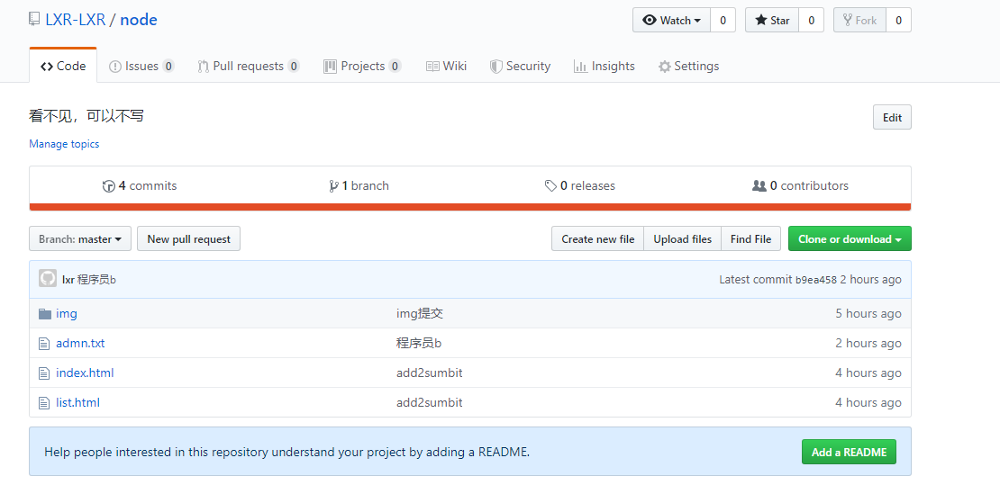 LXR-LXR / node
Watch 0 Star 0 Fork 0
Code Issues 0 Pull requests 0 Projects 0 Wiki Security Insights Settings
看不见，可以不写
Edit
Manage topics
4 commits 1 branch 0 releases 0 contributors
Branch: master New pull request Create new file Upload files Find File Clone or download
lxr 程序员b Latest commit b9ea458 2 hours ago
img img提交 5 hours ago
admn.txt 程序员b 2 hours ago
index.html add2sumbit 4 hours ago
list.html add2sumbit 4 hours ago
Help people interested in this repository understand your project by adding a README. Add a README